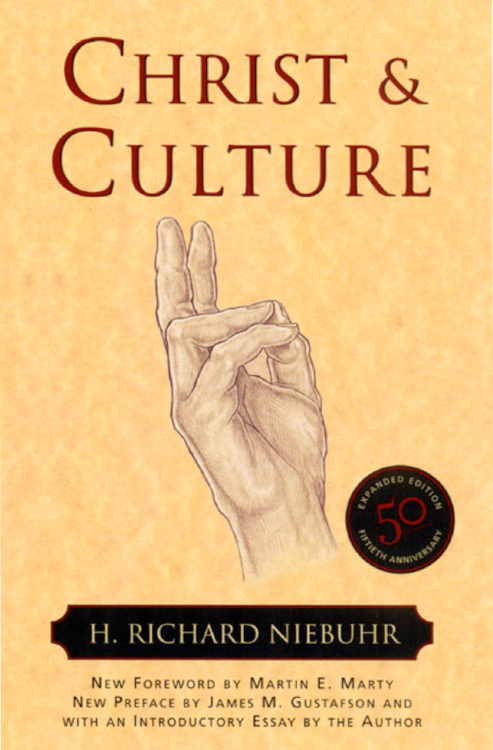 CHRIST &
CULTURE
EXPANDED EDITION
50
FIFTIETH ANNIVERSARY
H. RICHARD NIEBUHR
NEW FOREWORD BY MARTIN E. MARTY
NEW PREFACE BY JAMES M. GUSTAFSON AND
WITH AN INTRODUCTORY ESSAY BY THE AUTHOR